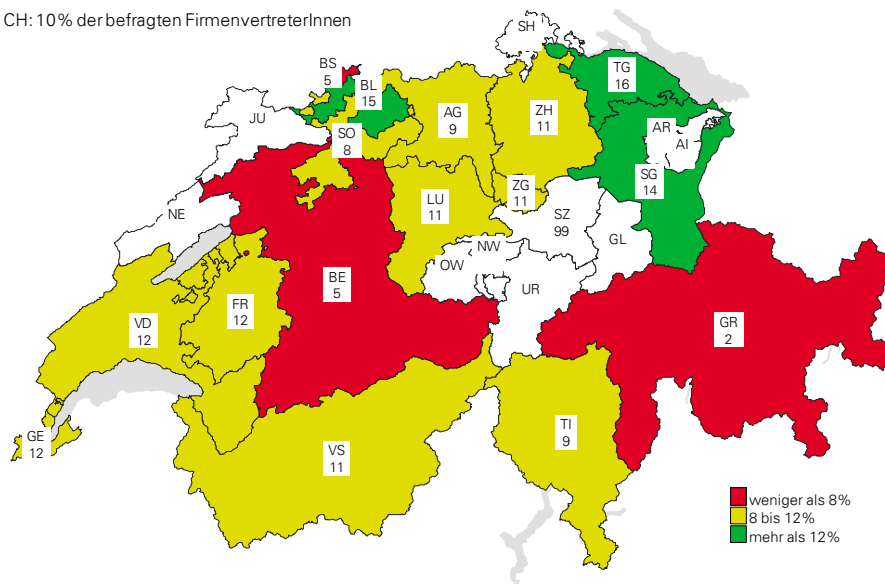 CH: 10% der befragten FirmenvertreterInnen
SH
BS
5
BL
15
TG
16
JU
AG
9
ZH
11
AR
AI
SO
8
SG
14
LU
11
ZG
11
NE
SZ
99
GL
NW
OW
UR
BE
5
FR
12
VD
12
GR
2
GE
12
VS
11
TI
9
weniger als 8%
8 bis 12%
mehr als 12%